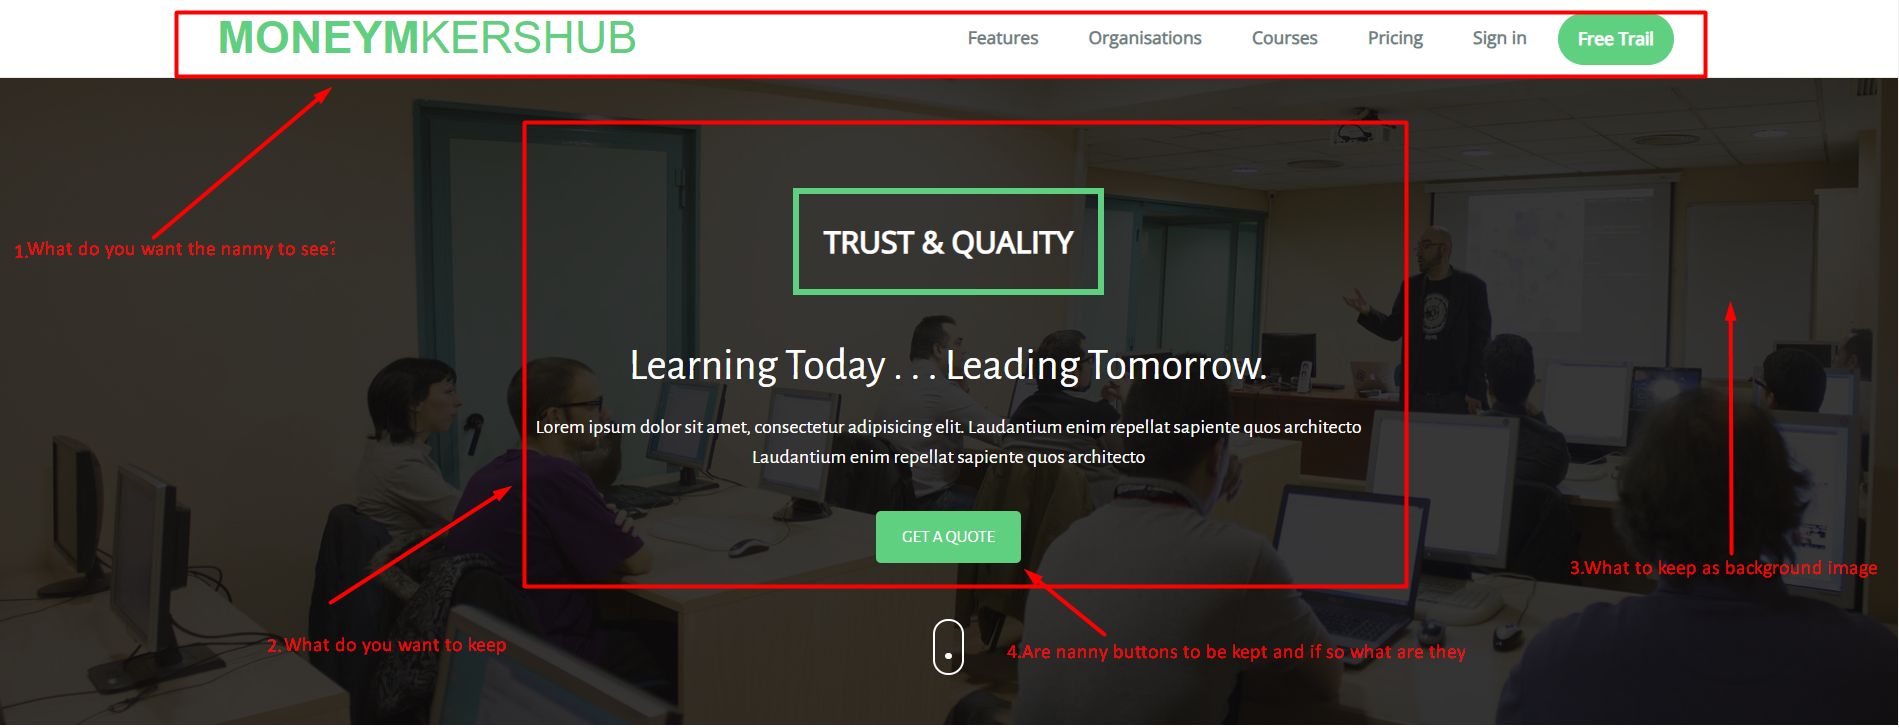 MONEYMKERSHUB
Features Organisations Courses Pricing Sign in Free Trail
1.What do you want the nanny to see?
TRUST & QUALITY
Learning Today . . . Leading Tomorrow.
Lorem ipsum dolor sit amet, consectetur adipisicing elit. Laudantium enim repellat sapiente quos architecto
Laudantium enim repellat sapiente quos architecto
GET A QUOTE
3.What to keep as background image
2.What do you want to keep
4.Are nanny buttons to be kept and if so what are they